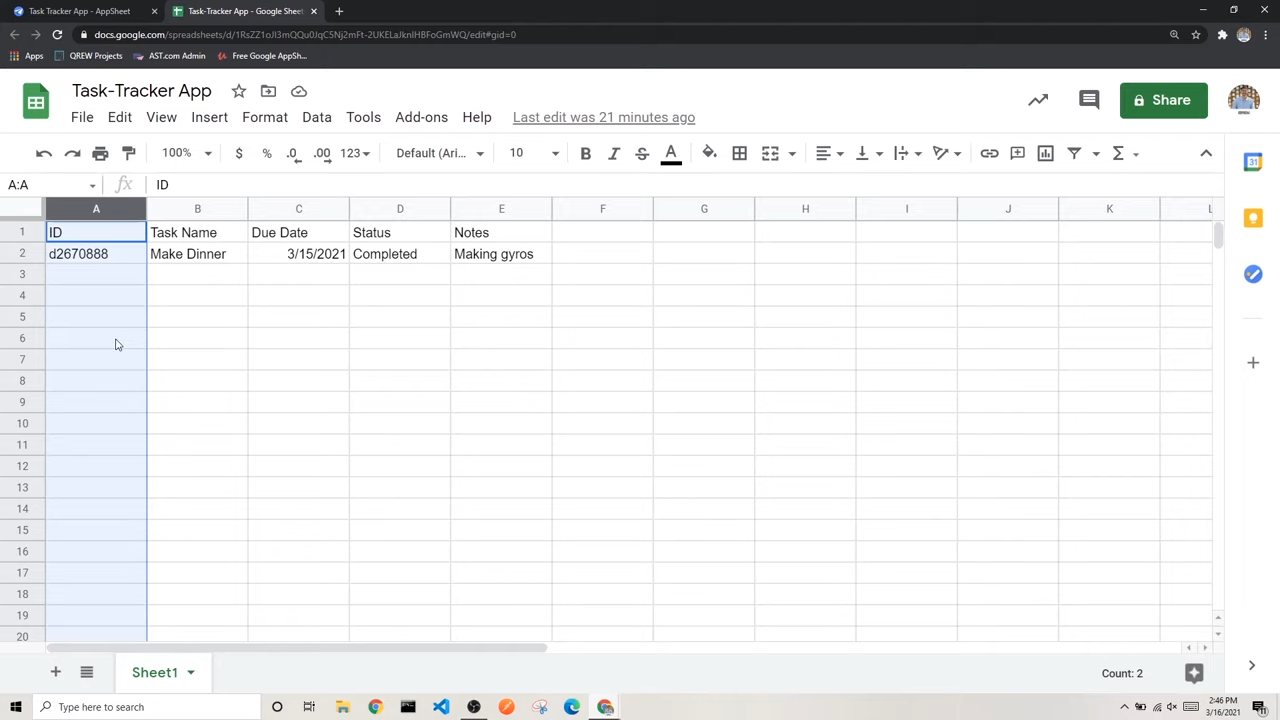 Task Tracker App - AppSheet
Task-Tracker App - Google Sheet
docs.google.com/spreadsheets/d/1RsZZ1oJI3mQQu0JqC5Nj2mFt-2UKELaJknIHBFoGmWQ/edit#gid=0
Apps QREW Projects AST.com Admin Free Google AppSh...
Task-Tracker App
File Edit View Insert Format Data Tools Add-ons Help Last edit was 21 minutes ago
Share
100% $ % .0 .00 123 Default (Ari... 10 B I S A
A:A fx ID
A B C D E F G H I J K L
1 ID Task Name Due Date Status Notes
2 d2670888 Make Dinner 3/15/2021 Completed Making gyros
3
4
5
6
7
8
9
10
11
12
13
14
15
16
17
18
19
20
Sheet1 Count: 2
Type here to search
2:46 PM
3/16/2021